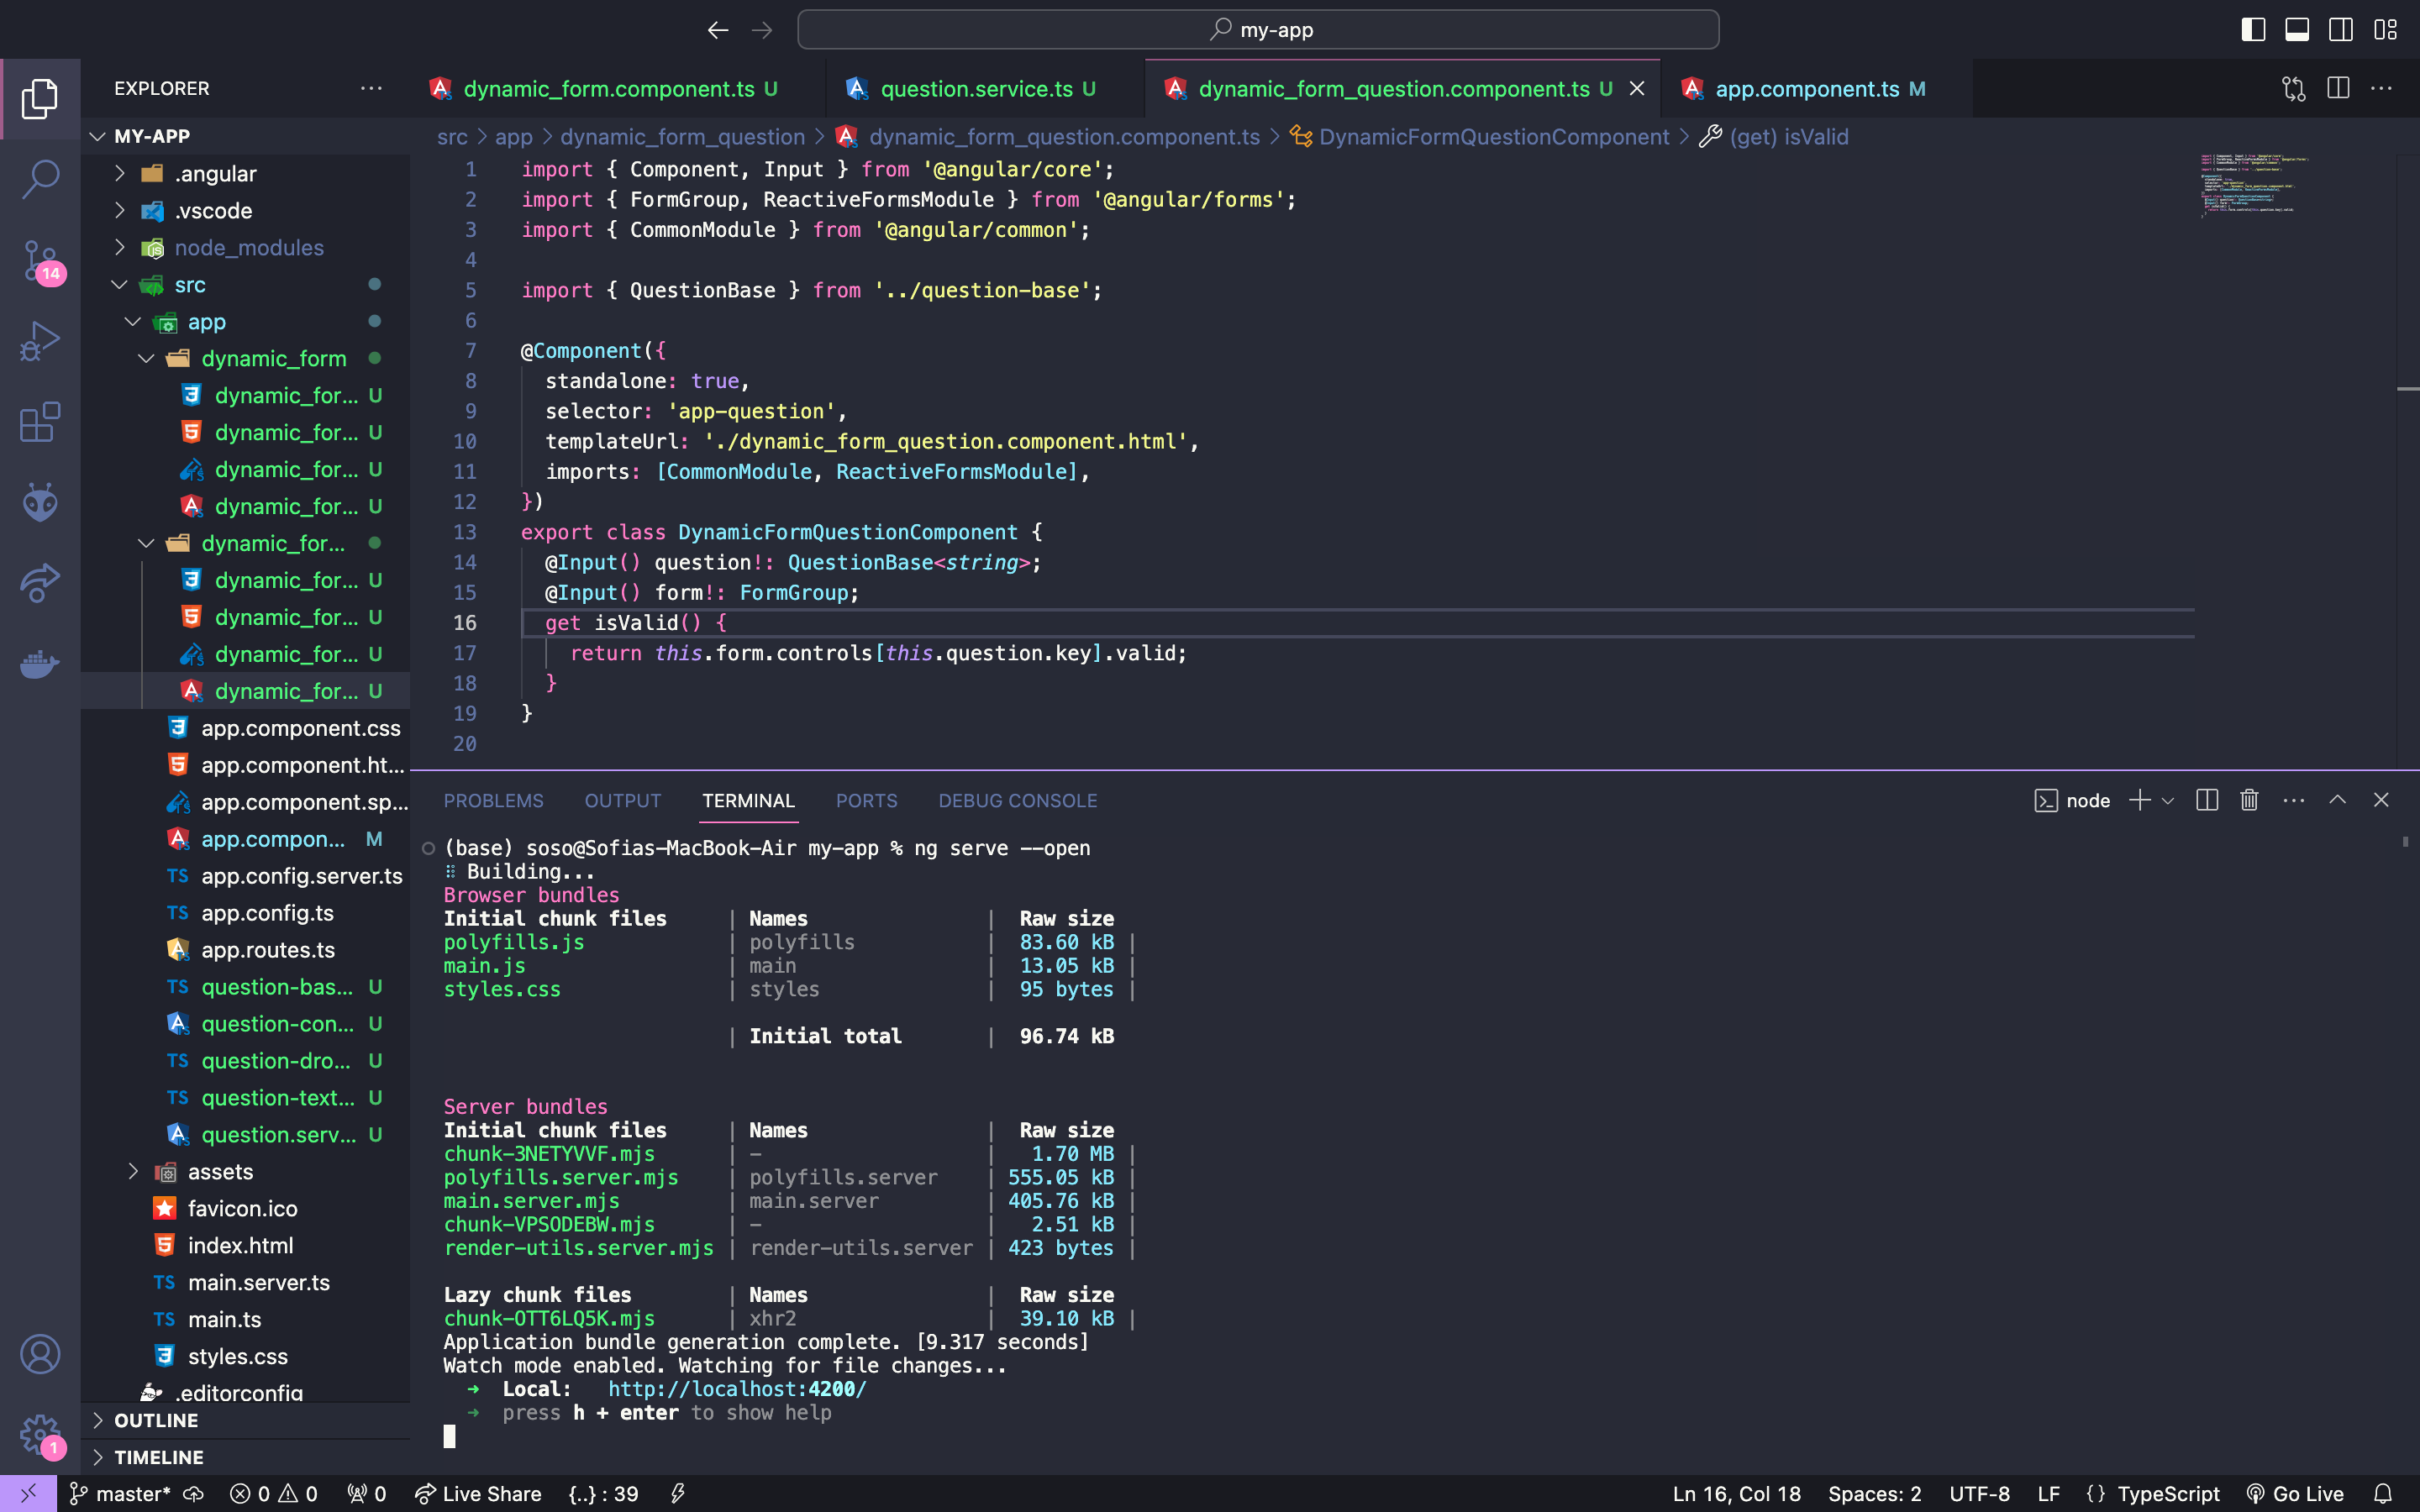 my-app
EXPLORER
MY-APP
.angular
.vscode
node_modules
src
app
dynamic_form
dynamic_for... U
dynamic_for... U
dynamic_for... U
dynamic_for... U
dynamic_for...
dynamic_for... U
dynamic_for... U
dynamic_for... U
dynamic_for... U
app.component.css
app.component.ht...
app.component.sp...
app.compon... M
TS app.config.server.ts
TS app.config.ts
app.routes.ts
TS question-bas... U
question-con... U
TS question-dro... U
TS question-text... U
question.serv... U
assets
favicon.ico
index.html
TS main.server.ts
TS main.ts
styles.css
.editorconfig
OUTLINE
TIMELINE
14
1
dynamic_form.component.ts U
question.service.ts U
dynamic_form_question.component.ts U
app.component.ts M
src > app > dynamic_form_question > dynamic_form_question.component.ts > DynamicFormQuestionComponent > (get) isValid
1 import { Component, Input } from '@angular/core';
2 import { FormGroup, ReactiveFormsModule } from '@angular/forms';
3 import { CommonModule } from '@angular/common';
4
5 import { QuestionBase } from '../question-base';
6
7 @Component({
8 standalone: true,
9 selector: 'app-question',
10 templateUrl: './dynamic_form_question.component.html',
11 imports: [CommonModule, ReactiveFormsModule],
12 })
13 export class DynamicFormQuestionComponent {
14 @Input() question!: QuestionBase<string>;
15 @Input() form!: FormGroup;
16 get isValid() {
17 return this.form.controls[this.question.key].valid;
18 }
19 }
20
PROBLEMS OUTPUT TERMINAL PORTS DEBUG CONSOLE
node
(base) soso@Sofias-MacBook-Air my-app % ng serve --open
Building...
Browser bundles
Initial chunk files | Names | Raw size
polyfills.js | polyfills | 83.60 kB |
main.js | main | 13.05 kB |
styles.css | styles | 95 bytes |
| Initial total | 96.74 kB
Server bundles
Initial chunk files | Names | Raw size
chunk-3NETYVVF.mjs | - | 1.70 MB |
polyfills.server.mjs | polyfills.server | 555.05 kB |
main.server.mjs | main.server | 405.76 kB |
chunk-VPSODEBW.mjs | - | 2.51 kB |
render-utils.server.mjs | render-utils.server | 423 bytes |
Lazy chunk files | Names | Raw size
chunk-OTT6LQ5K.mjs | xhr2 | 39.10 kB |
Application bundle generation complete. [9.317 seconds]
Watch mode enabled. Watching for file changes...
➜ Local: http://localhost:4200/
➜ press h + enter to show help
master* 0 0 0 Live Share {..} : 39
Ln 16, Col 18 Spaces: 2 UTF-8 LF {} TypeScript Go Live